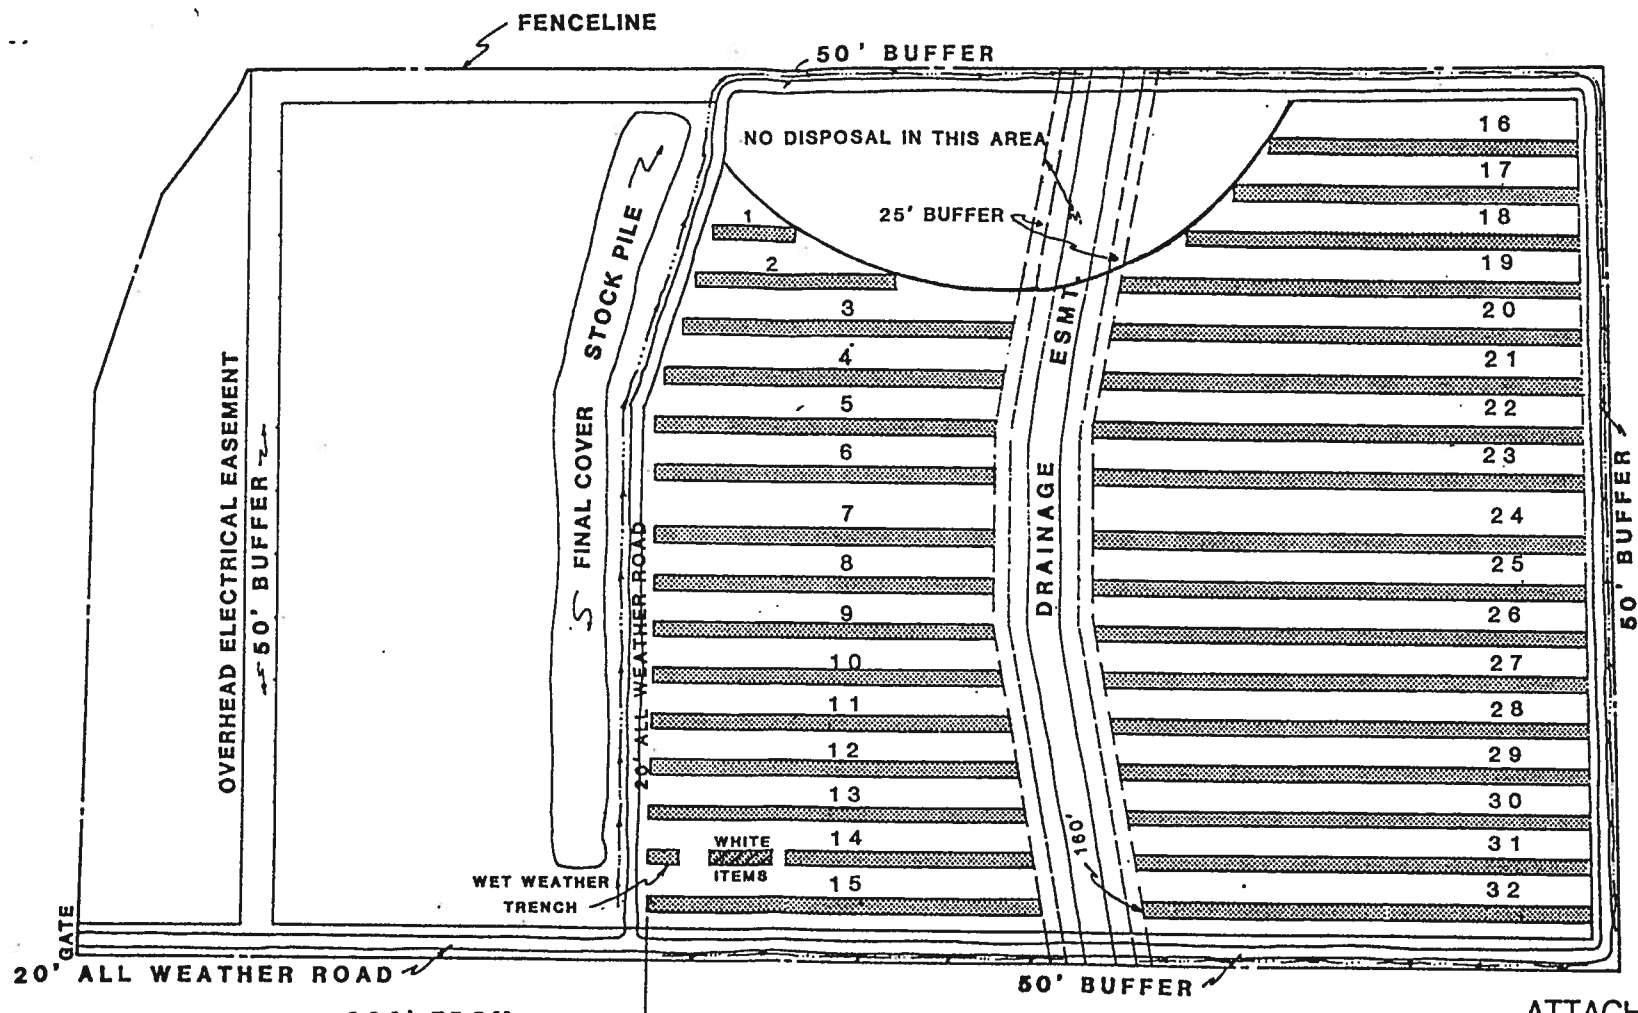 FENCELINE
50' BUFFER
NO DISPOSAL IN THIS AREA
25' BUFFER
1
2
3
4
5
6
7
8
9
10
11
12
13
14
15
16
17
18
19
20
21
22
23
24
25
26
27
28
29
30
31
32
STOCK PILE
FINAL COVER
OVERHEAD ELECTRICAL EASEMENT
50' BUFFER
20' ALL WEATHER ROAD
DRAINAGE ESMT.
160'
50' BUFFER
50' BUFFER
WHITE
ITEMS
WET WEATHER
TRENCH
GATE
20' ALL WEATHER ROAD
50' BUFFER
ATTACH